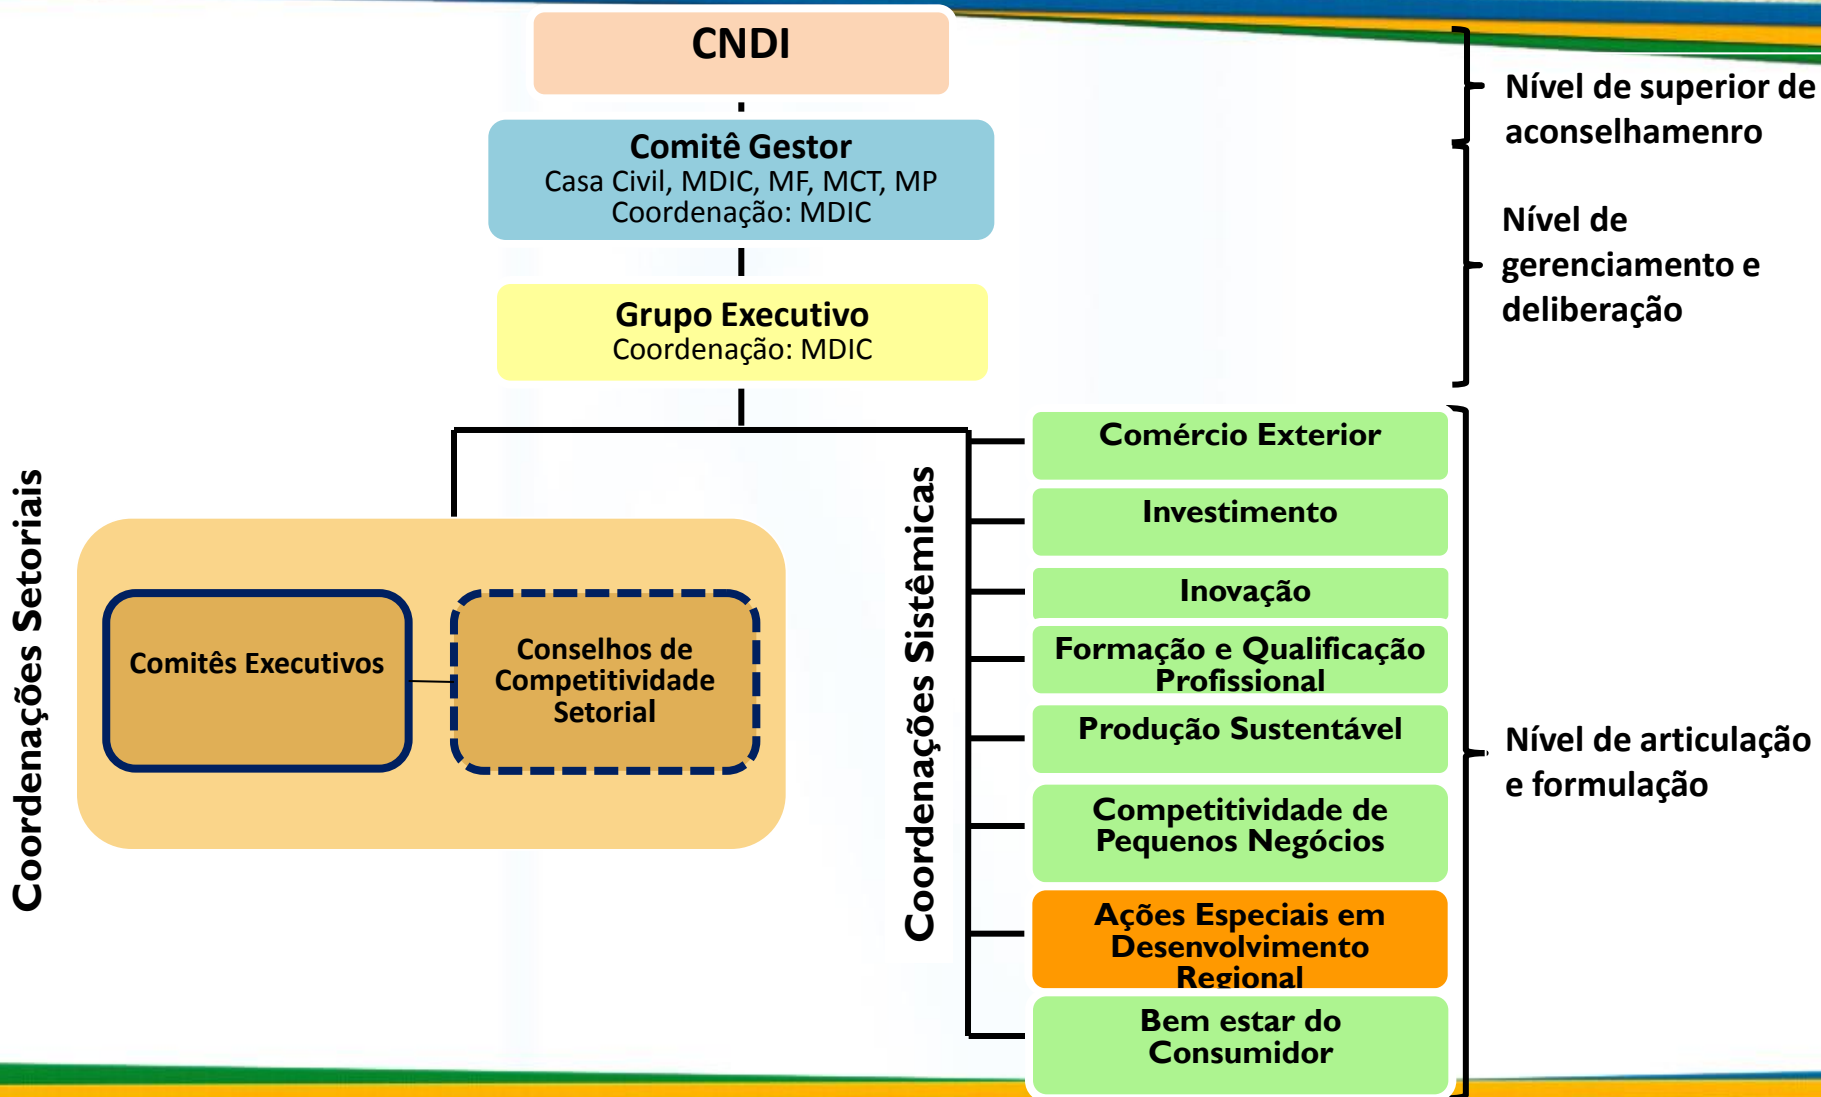 CNDI
Nível de superior de
aconselhamenro
Comitê Gestor
Casa Civil, MDIC, MF, MCT, MP
Coordenação: MDIC
Nível de
gerenciamento e
deliberação
Grupo Executivo
Coordenação: MDIC
Coordenações Setoriais
Comitês Executivos
Conselhos de
Competitividade
Setorial
Coordenações Sistêmicas
Comércio Exterior
Investimento
Inovação
Formação e Qualificação
Profissional
Produção Sustentável
Competitividade de
Pequenos Negócios
Ações Especiais em
Desenvolvimento
Regional
Bem estar do
Consumidor
Nível de articulação
e formulação